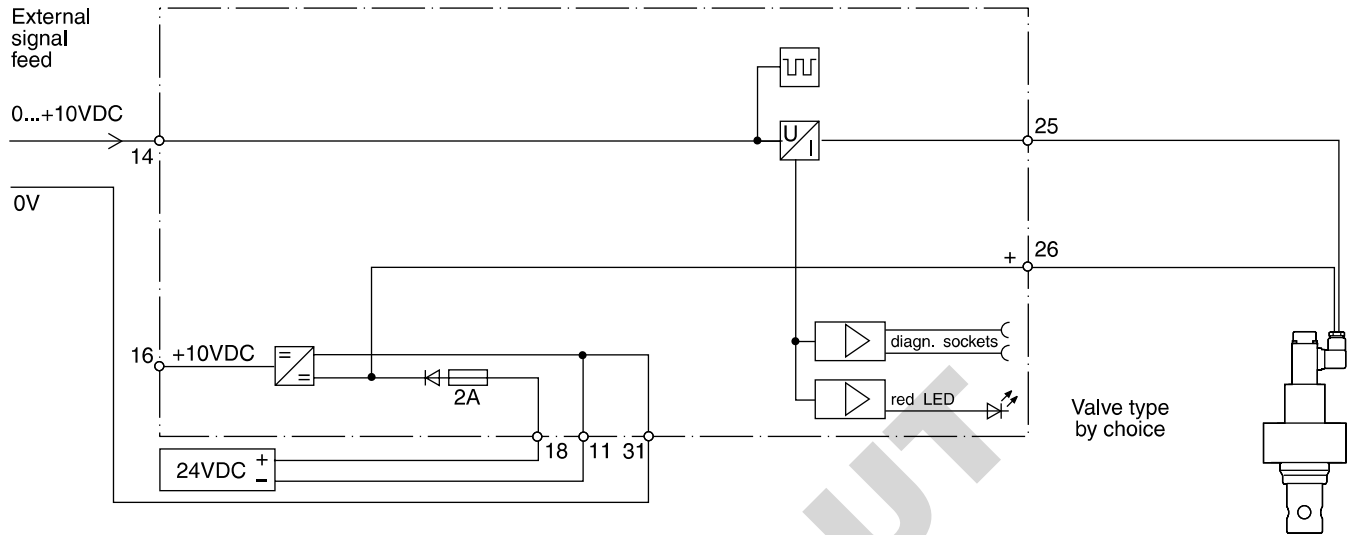 External
signal
feed
0...+10VDC
14
0V
U
I
25
+ 26
16 +10VDC
=
=
2A
diagn. sockets
red LED
18 11 31
24VDC +
−
Valve type
by choice
UT